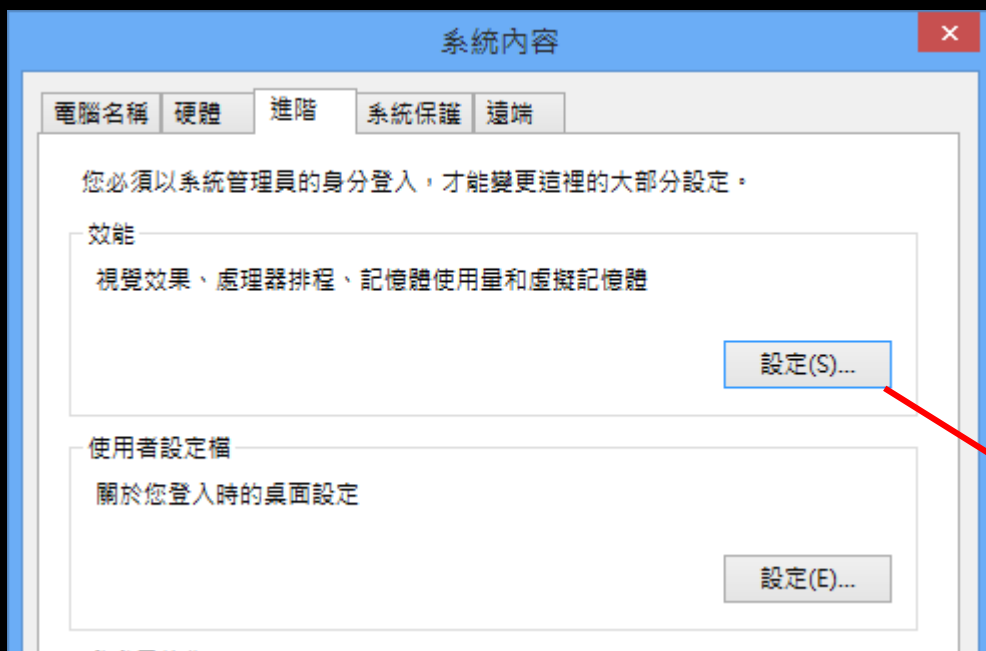 系統內容
電腦名稱 硬體 進階 系統保護 遠端
您必須以系統管理員的身分登入，才能變更這裡的大部分設定。
效能
視覺效果、處理器排程、記憶體使用量和虛擬記憶體
設定(S)...
使用者設定檔
關於您登入時的桌面設定
設定(E)...